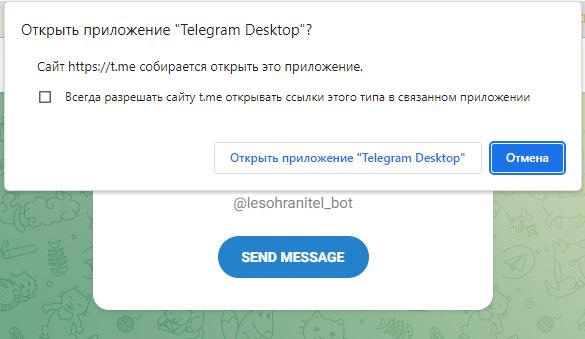 Открыть приложение "Telegram Desktop"?
Сайт https://t.me собирается открыть это приложение.
Всегда разрешать сайту t.me открывать ссылки этого типа в связанном приложении
Открыть приложение "Telegram Desktop"
Отмена
@lesohranitel_bot
SEND MESSAGE